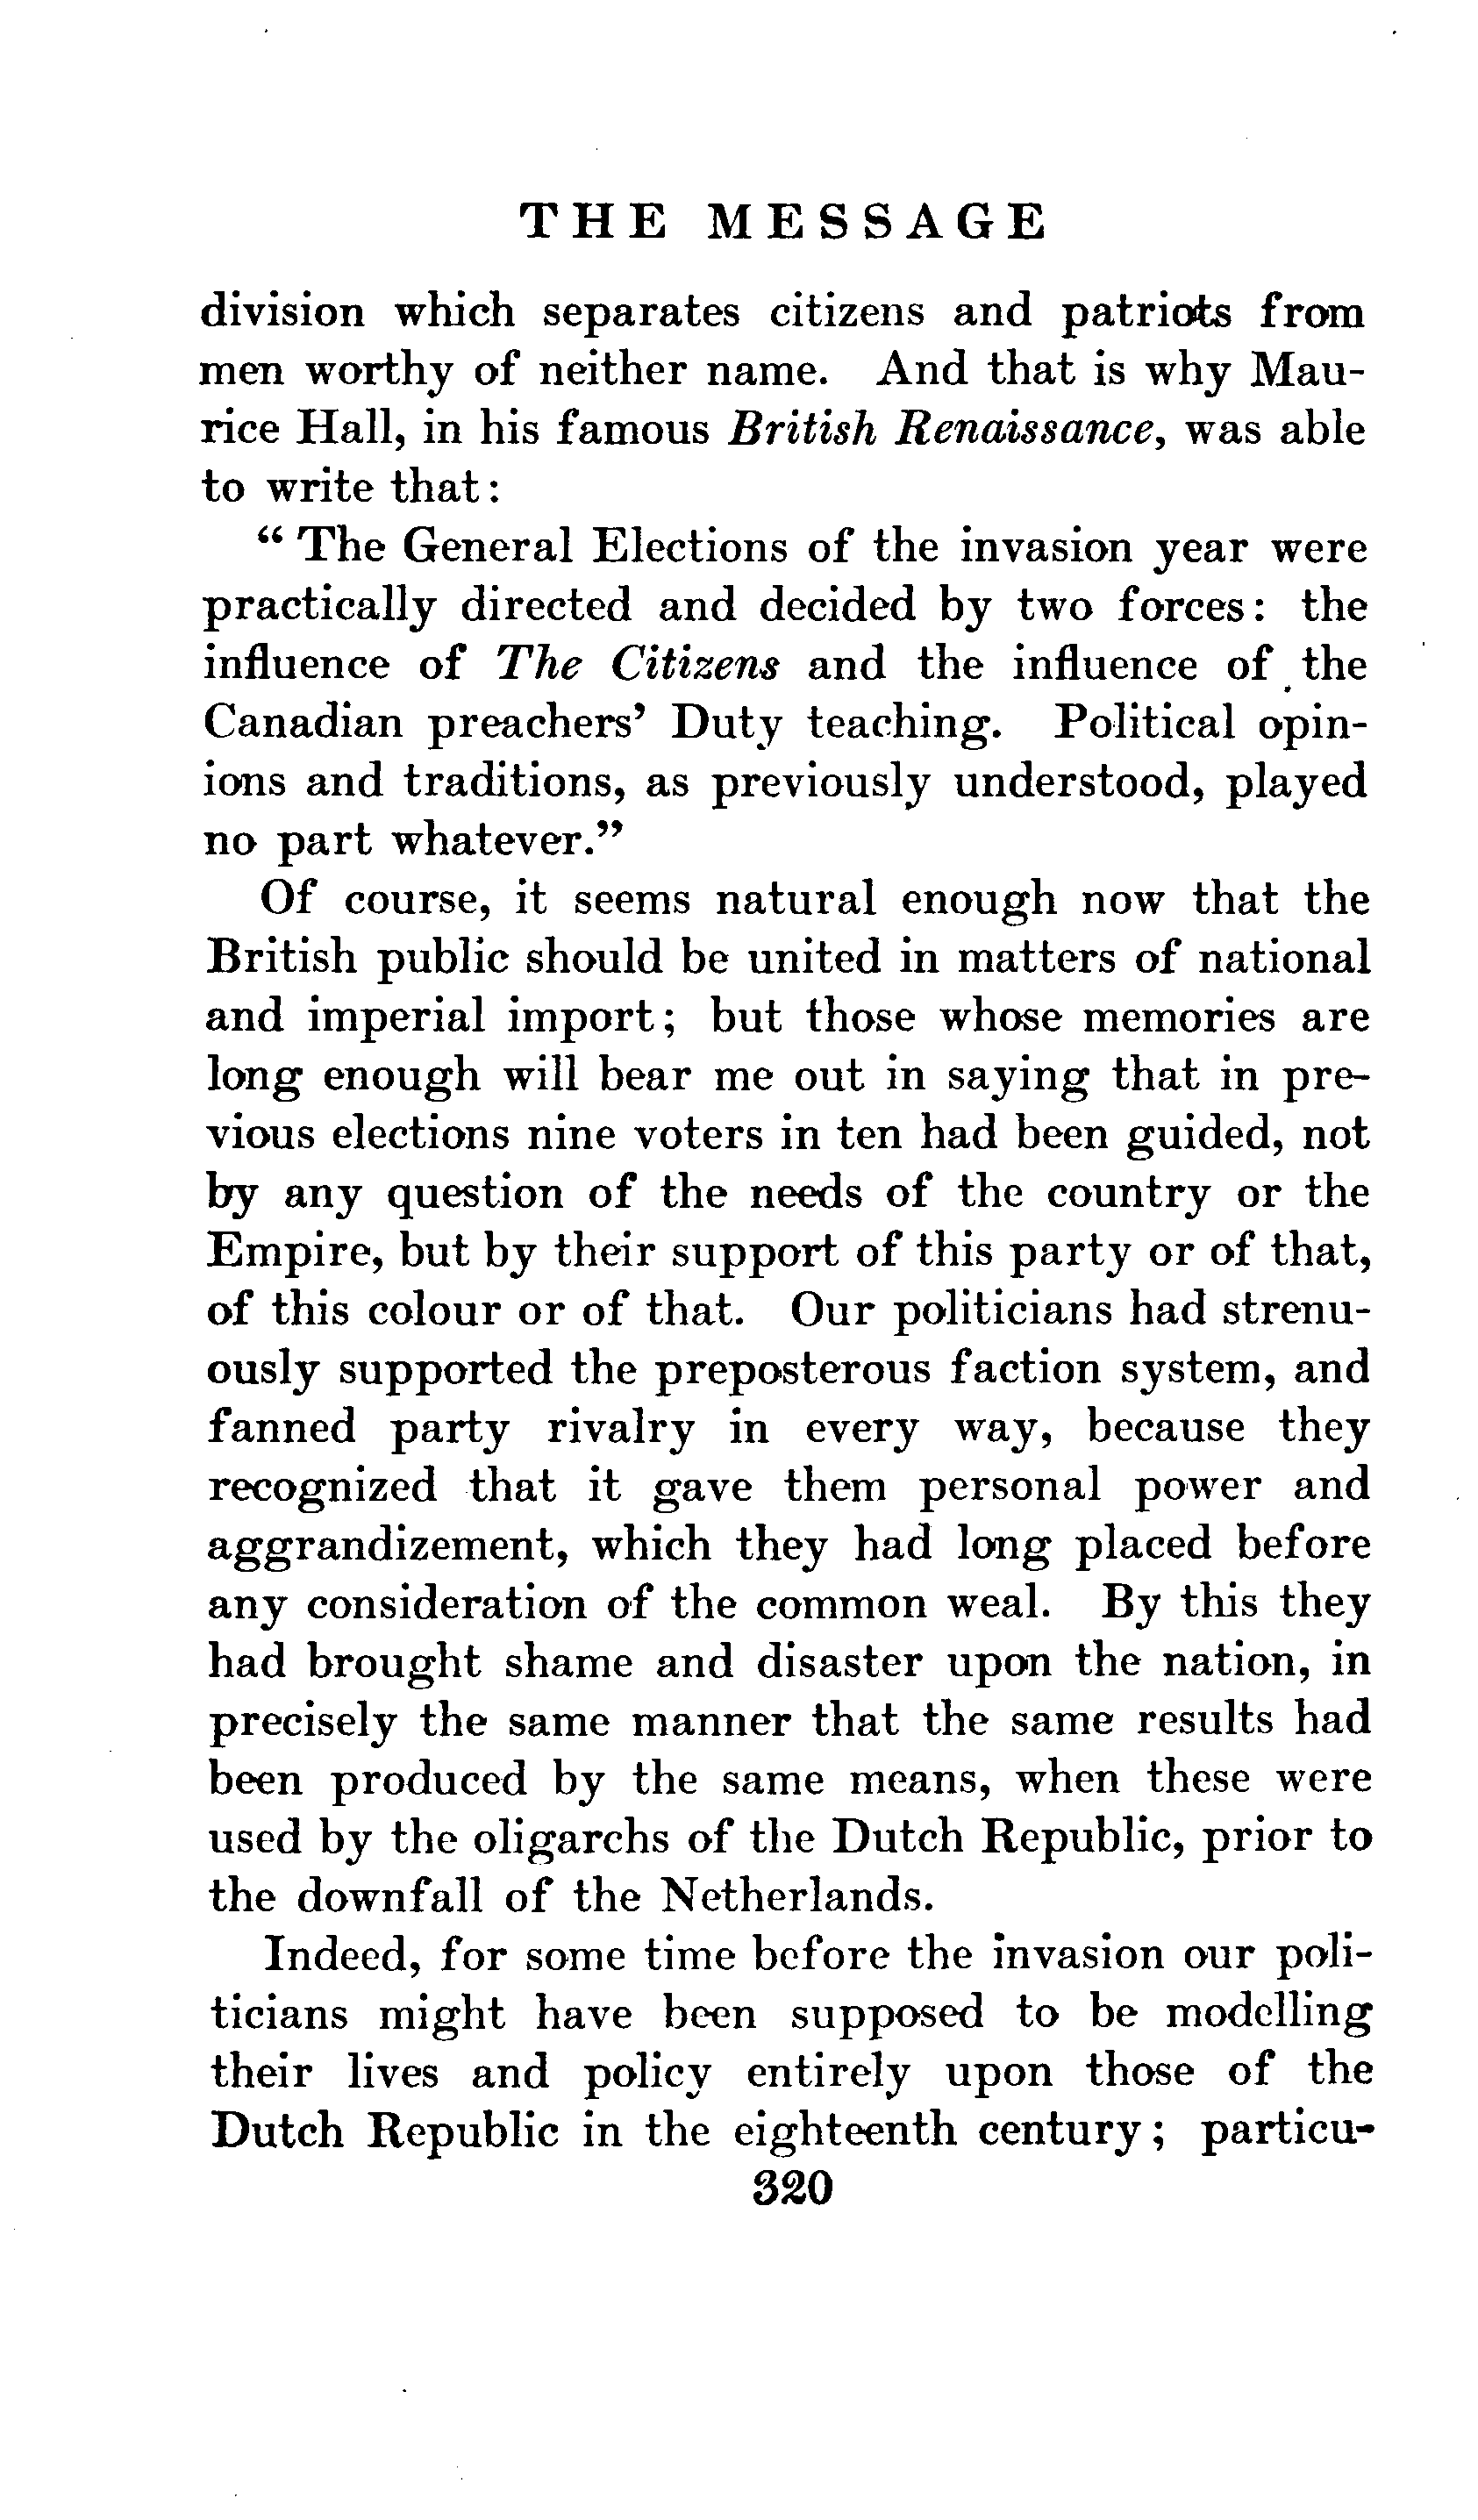 THE MESSAGE
division which separates citizens and patriots from
men worthy of neither name. And that is why Mau-
rice Hall, in his famous British Renaissance, was able
to write that:
“The General Elections of the invasion year were
practically directed and decided by two forces: the
influence of The Citizens and the influence of the
Canadian preachers’ Duty teaching. Political opin-
ions and traditions, as previously understood, played
no part whatever.”
Of course, it seems natural enough now that the
British public should be united in matters of national
and imperial import; but those whose memories are
long enough will bear me out in saying that in pre-
vious elections nine voters in ten had been guided, not
by any question of the needs of the country or the
Empire, but by their support of this party or of that,
of this colour or of that. Our politicians had strenu-
ously supported the preposterous faction system, and
fanned party rivalry in every way, because they
recognized that it gave them personal power and
aggrandizement, which they had long placed before
any consideration of the common weal. By this they
had brought shame and disaster upon the nation, in
precisely the same manner that the same results had
been produced by the same means, when these were
used by the oligarchs of the Dutch Republic, prior to
the downfall of the Netherlands.
Indeed, for some time before the invasion our poli-
ticians might have been supposed to be modelling
their lives and policy entirely upon those of the
Dutch Republic in the eighteenth century; particu-
320